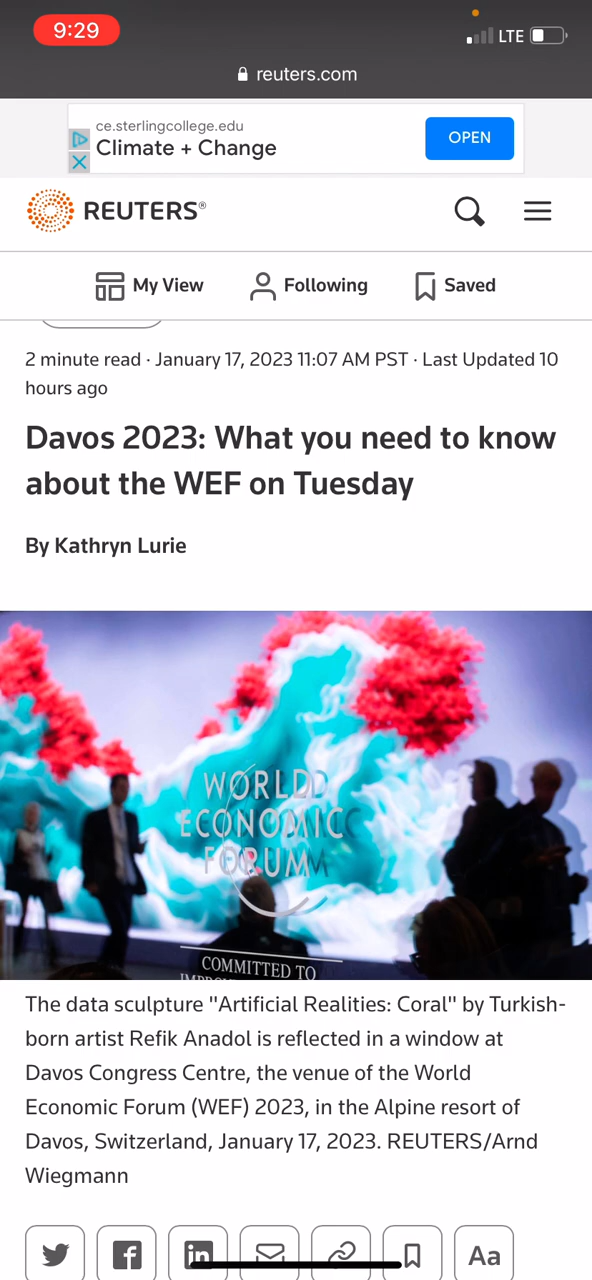 9:29
LTE
reuters.com
ce.sterlingcollege.edu
Climate + Change
OPEN
REUTERS®
My View
Following
Saved
2 minute read · January 17, 2023 11:07 AM PST · Last Updated 10
hours ago
Davos 2023: What you need to know
about the WEF on Tuesday
By Kathryn Lurie
WORLD
ECONOMIC
FORUM
COMMITTED TO
The data sculpture "Artificial Realities: Coral" by Turkish-
born artist Refik Anadol is reflected in a window at
Davos Congress Centre, the venue of the World
Economic Forum (WEF) 2023, in the Alpine resort of
Davos, Switzerland, January 17, 2023. REUTERS/Arnd
Wiegmann
in
Aa